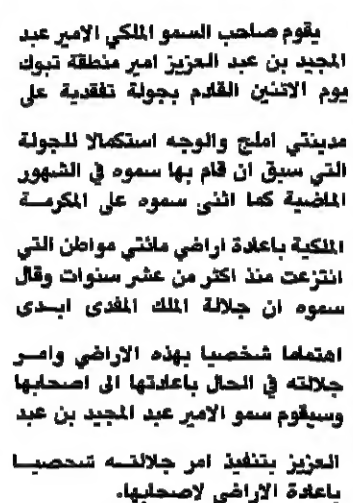 يقوم صاحب السمو الملكي الامير عبد
المجيد بن عبد العزيز امير منطقة تبوك
يوم الاثنين القادم بجولة تفقدية على
مدينتي املج والوجه استكمالا للجولة
التي سبق ان قام بها سموه في الشهور
الماضية كما اثنى سموه على المكرمة
الملكية باعادة اراضي مائتي مواطن التي
انتزعت منذ اكثر من عشر سنوات وقال
سموه ان جلالة الملك المفدى ابدى
اهتماما شخصيا بهذه الاراضي وامر
جلالته في الحال باعادتها الى اصحابها
وسيقوم سمو الامير عبد المجيد بن عبد
العزيز بتنفيذ امر جلالته شخصيا
باعادة الاراضي لاصحابها.